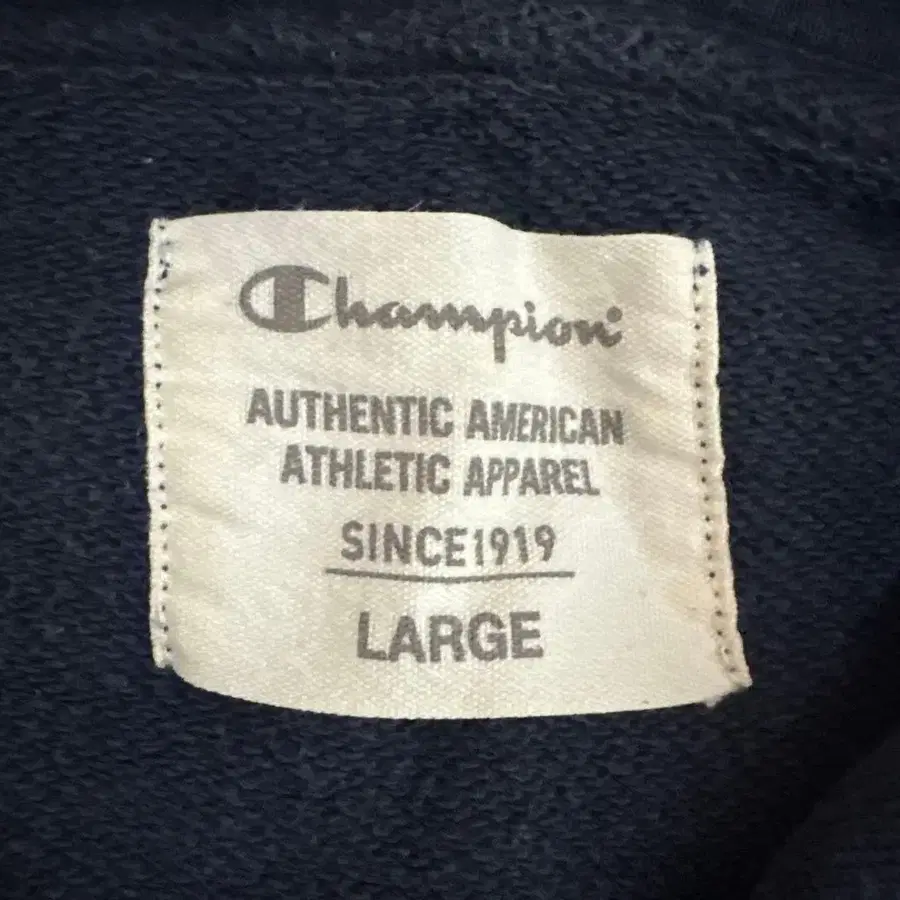 Champion
AUTHENTIC AMERICAN
ATHLETIC APPAREL
SINCE1919
LARGE